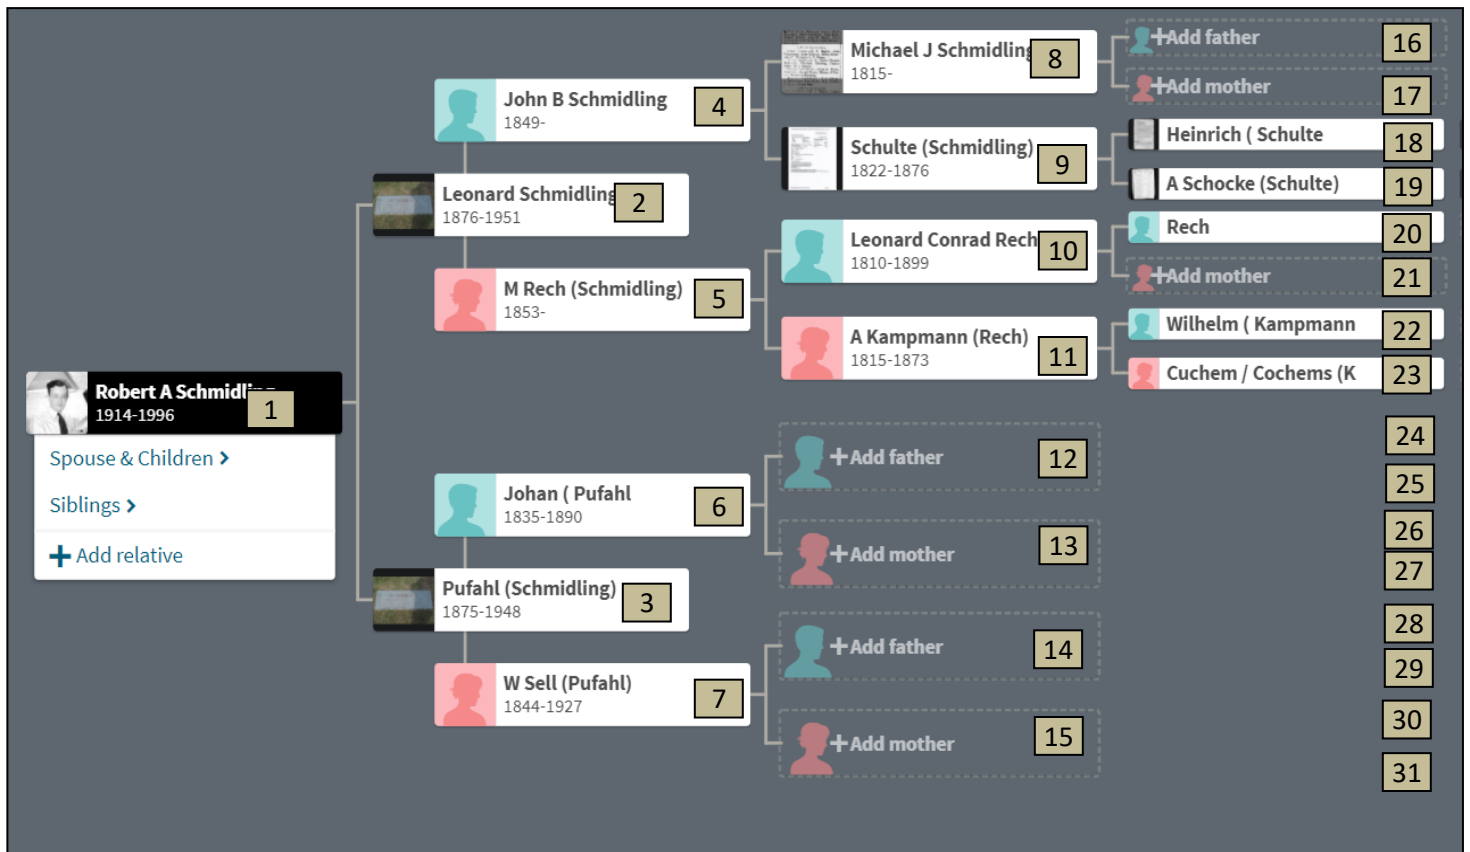 Robert A Schmidling
1914-1996
1
Spouse & Children
Siblings
Add relative
Leonard Schmidling
1876-1951
2
Pufahl (Schmidling)
1875-1948
3
John B Schmidling
1849-
4
M Rech (Schmidling)
1853-
5
Johan ( Pufahl
1835-1890
6
W Sell (Pufahl)
1844-1927
7
Michael J Schmidling
1815-
8
Schulte (Schmidling)
1822-1876
9
Leonard Conrad Rech
1810-1899
10
A Kampmann (Rech)
1815-1873
11
+Add father
12
+Add mother
13
+Add father
14
+Add mother
15
+Add father
16
+Add mother
17
Heinrich ( Schulte
18
A Schocke (Schulte)
19
Rech
20
+Add mother
21
Wilhelm ( Kampmann
22
Cuchem / Cochems (K
23
24
25
26
27
28
29
30
31